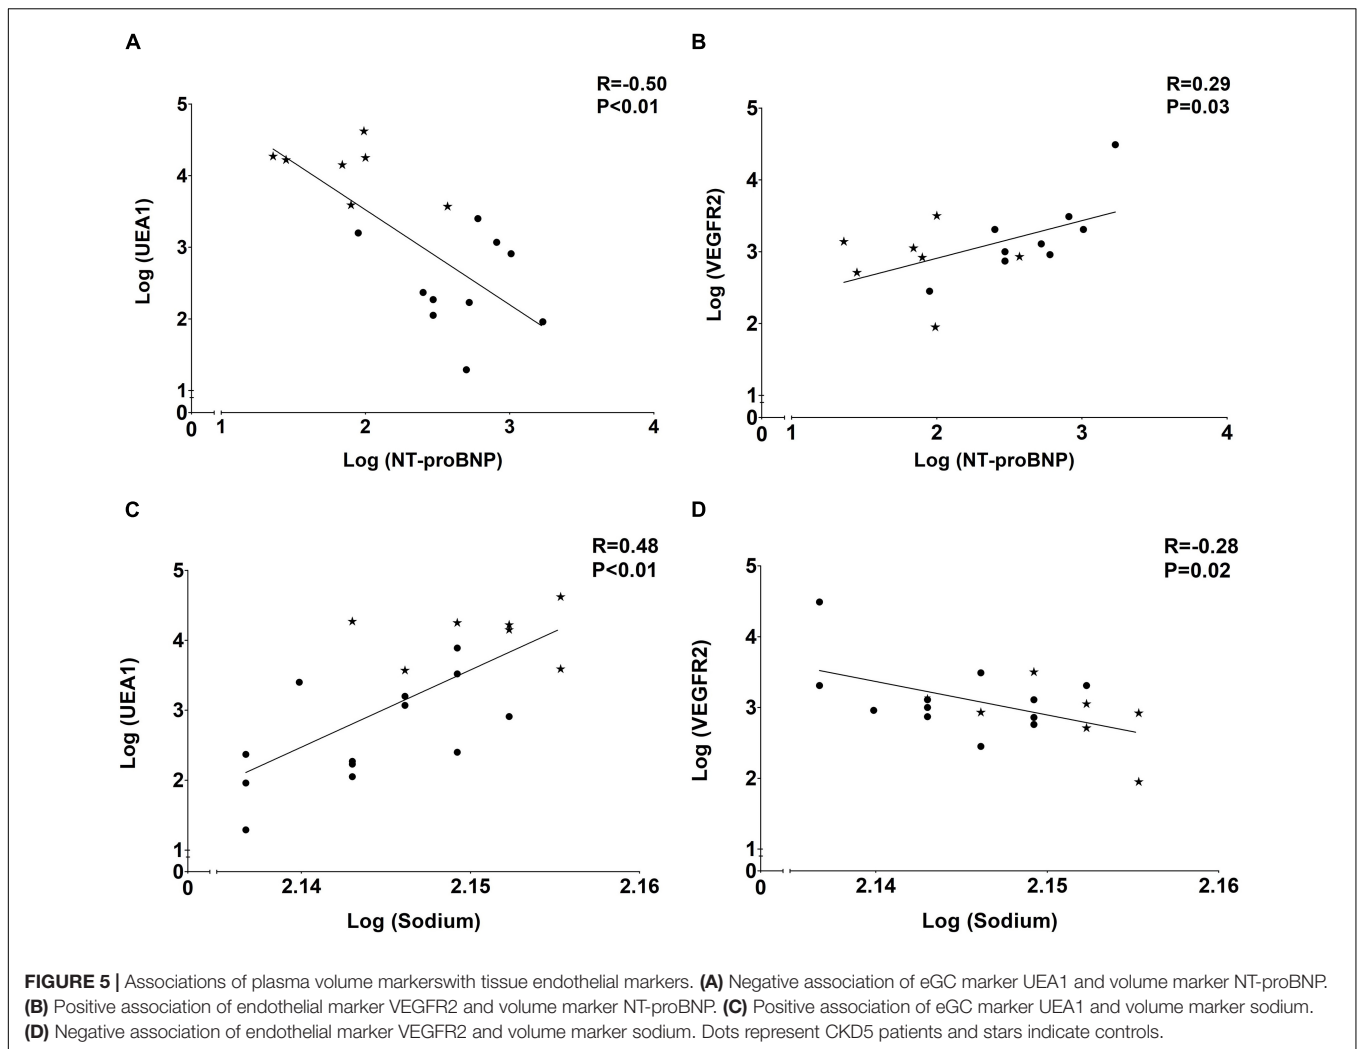 A
R=-0.50
P<0.01
5
4
3
2
1
0
Log (UEA1)
0 1 2 3 4
Log (NT-proBNP)
B
R=0.29
P=0.03
5
4
3
2
1
0
Log (VEGFR2)
0 1 2 3 4
Log (NT-proBNP)
C
R=0.48
P<0.01
5
4
3
2
1
0
Log (UEA1)
0 2.14 2.15 2.16
Log (Sodium)
D
R=-0.28
P=0.02
5
4
3
2
1
0
Log (VEGFR2)
0 2.14 2.15 2.16
Log (Sodium)
FIGURE 5 | Associations of plasma volume markerswith tissue endothelial markers. (A) Negative association of eGC marker UEA1 and volume marker NT-proBNP.
(B) Positive association of endothelial marker VEGFR2 and volume marker NT-proBNP. (C) Positive association of eGC marker UEA1 and volume marker sodium.
(D) Negative association of endothelial marker VEGFR2 and volume marker sodium. Dots represent CKD5 patients and stars indicate controls.